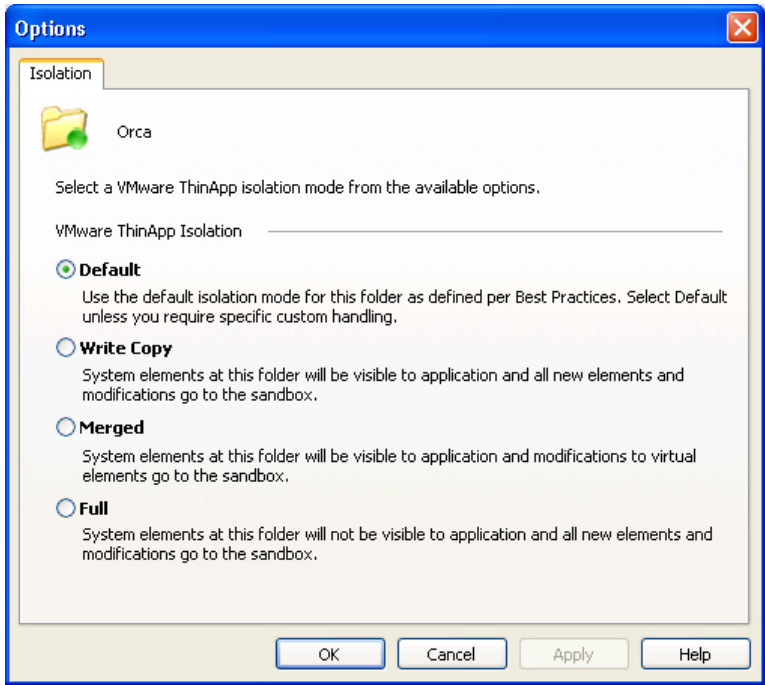 Options
Isolation
Orca
Select a VMware ThinApp isolation mode from the available options.
VMware ThinApp Isolation
Default
Use the default isolation mode for this folder as defined per Best Practices. Select Default
unless you require specific custom handling.
Write Copy
System elements at this folder will be visible to application and all new elements and
modifications go to the sandbox.
Merged
System elements at this folder will be visible to application and modifications to virtual
elements go to the sandbox.
Full
System elements at this folder will not be visible to application and all new elements and
modifications go to the sandbox.
OK Cancel Apply Help